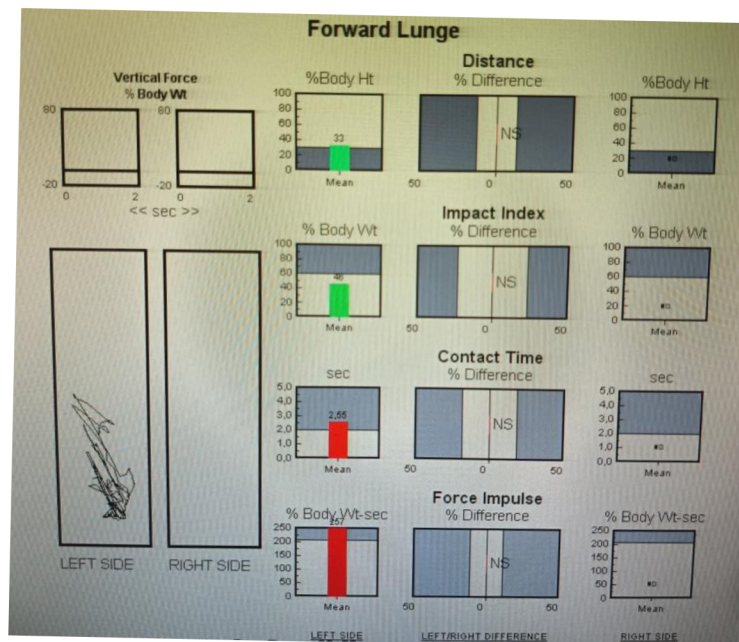 Forward Lunge
Vertical Force
% Body Wt
80
-20
0
2
80
-20
0
2
<< sec >>
LEFT SIDE
RIGHT SIDE
Distance
%Body Ht
% Difference
%Body Ht
100
80
60
40
20
0
33
Mean
NS
50
0
50
100
80
60
40
20
0
Mean
Impact Index
% Body Wt
% Difference
% Body Wt
100
80
60
40
20
0
46
Mean
NS
50
0
50
100
80
60
40
20
0
Mean
Contact Time
sec
% Difference
sec
5,0
4,0
3,0
2,0
1,0
0,0
2,55
Mean
NS
50
0
50
5,0
4,0
3,0
2,0
1,0
0,0
Mean
Force Impulse
% Body Wt-sec
% Difference
% Body Wt-sec
250
200
150
100
50
0
Mean
NS
50
0
50
250
200
150
100
50
0
Mean
LEFT SIDE
LEFT/RIGHT DIFFERENCE
RIGHT SIDE